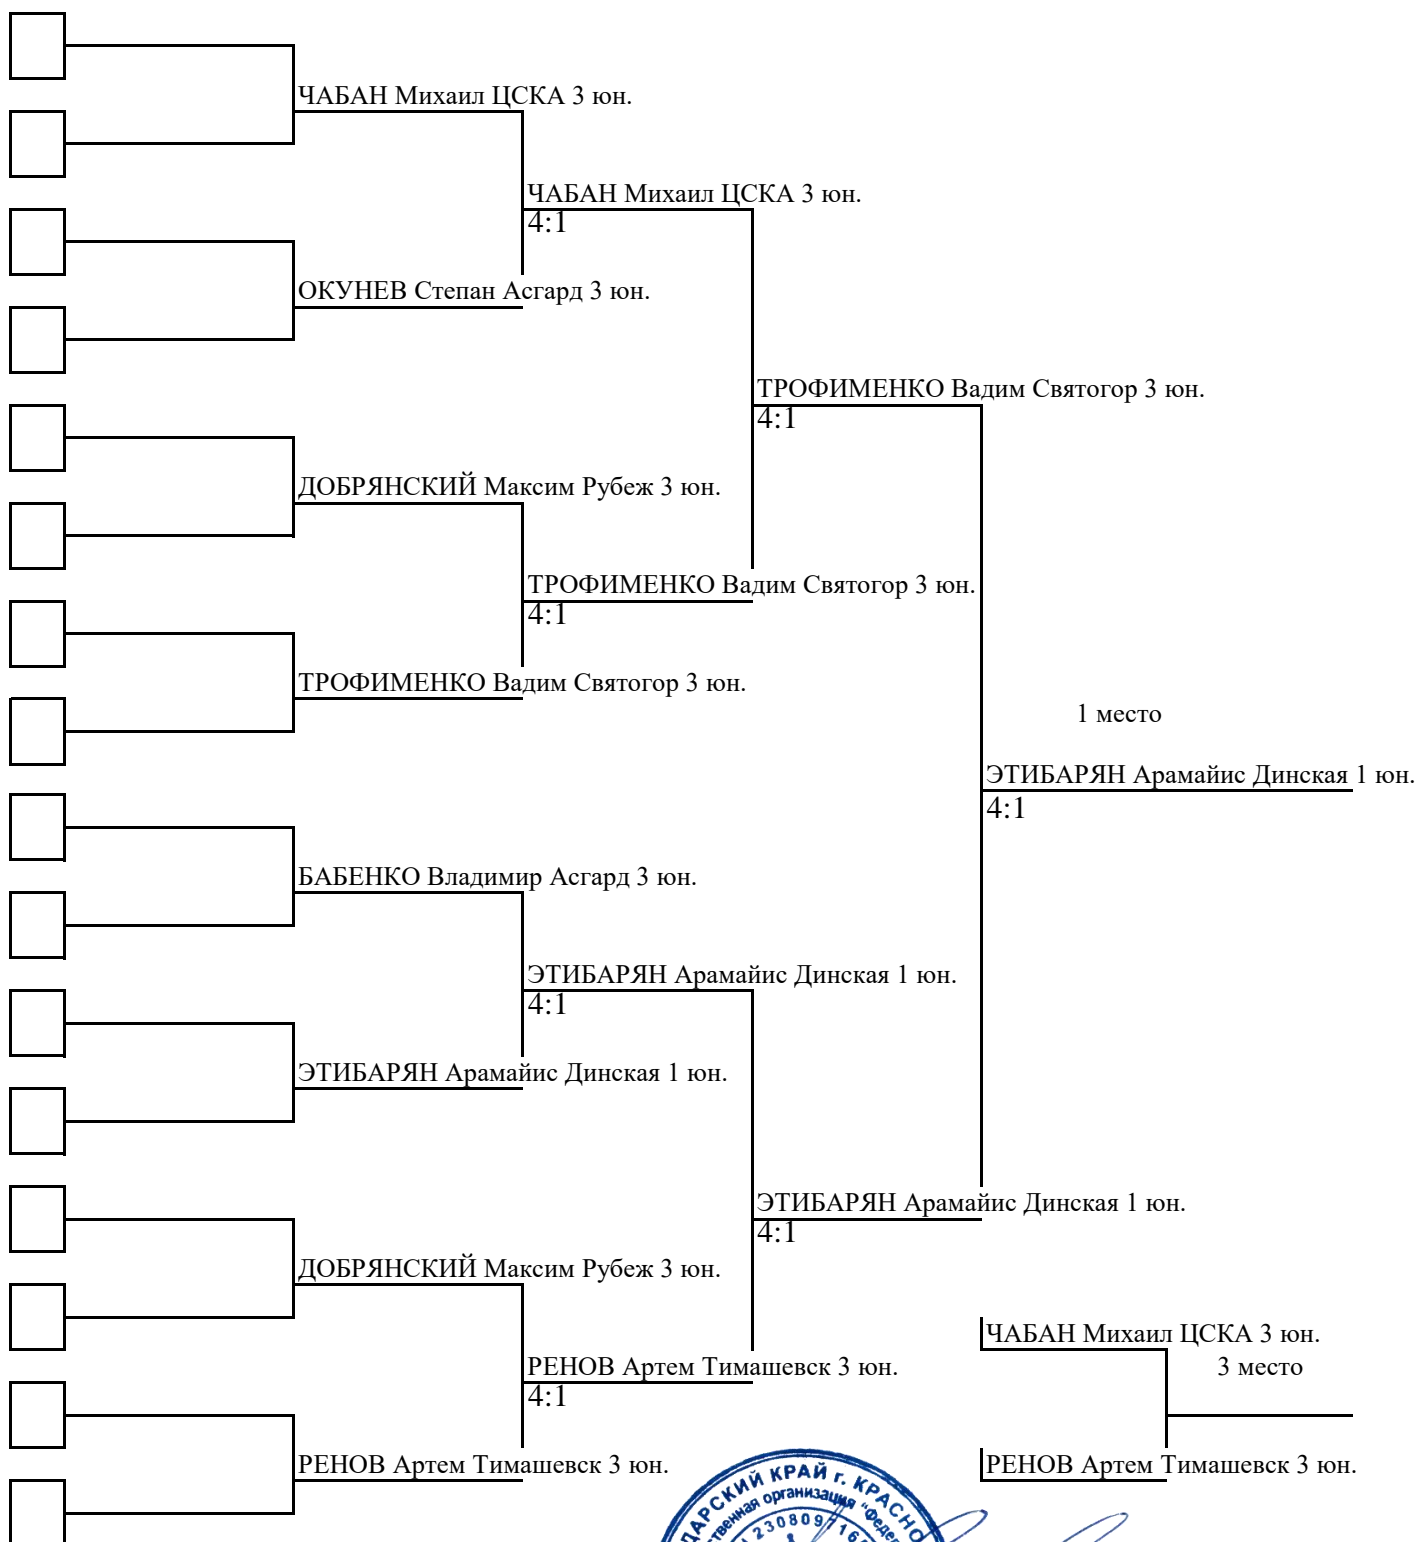 ЧАБАН Михаил ЦСКА 3 юн.
ЧАБАН Михаил ЦСКА 3 юн.
4:1
ОКУНЕВ Степан Асгард 3 юн.
ТРОФИМЕНКО Вадим Святогор 3 юн.
4:1
ДОБРЯНСКИЙ Максим Рубеж 3 юн.
ТРОФИМЕНКО Вадим Святогор 3 юн.
4:1
ТРОФИМЕНКО Вадим Святогор 3 юн.
1 место
ЭТИБАРЯН Арамайис Динская 1 юн.
4:1
БАБЕНКО Владимир Асгард 3 юн.
ЭТИБАРЯН Арамайис Динская 1 юн.
4:1
ЭТИБАРЯН Арамайис Динская 1 юн.
ЭТИБАРЯН Арамайис Динская 1 юн.
4:1
ДОБРЯНСКИЙ Максим Рубеж 3 юн.
ЧАБАН Михаил ЦСКА 3 юн.
РЕНОВ Артем Тимашевск 3 юн.
3 место
4:1
РЕНОВ Артем Тимашевск 3 юн.
РЕНОВ Артем Тимашевск 3 юн.
КРАЙ г.
организация